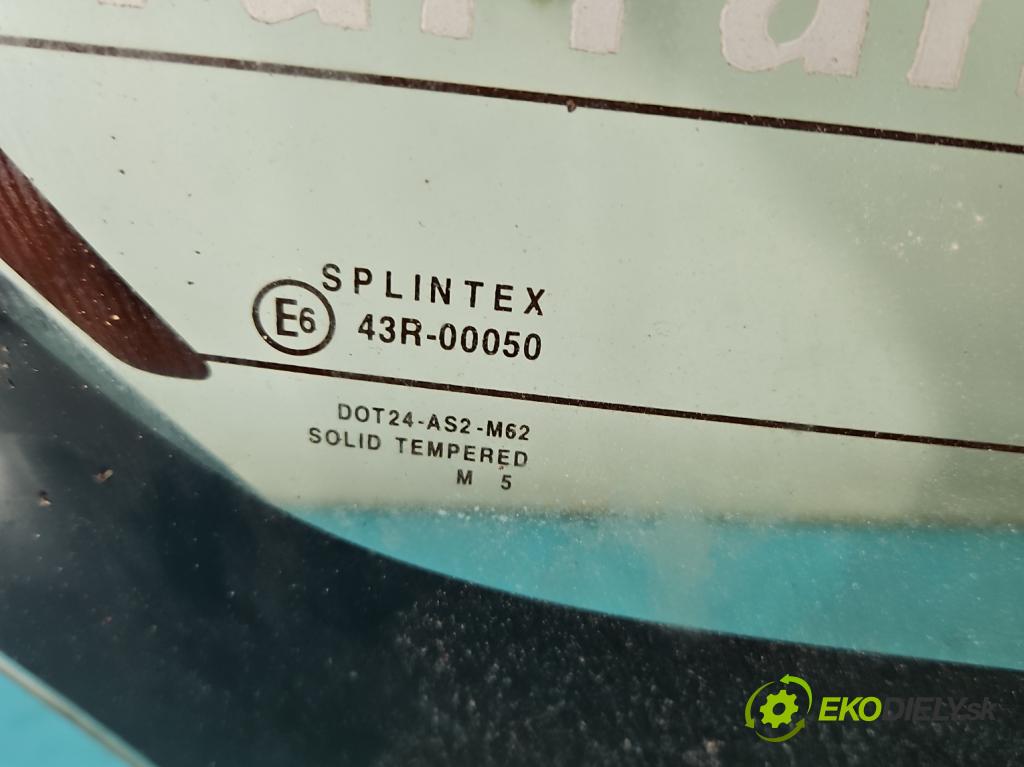 SPLINTEX
E6 43R-00050
DOT24-AS2-M62
SOLID TEMPERED
M 5
EKODIELY.sk